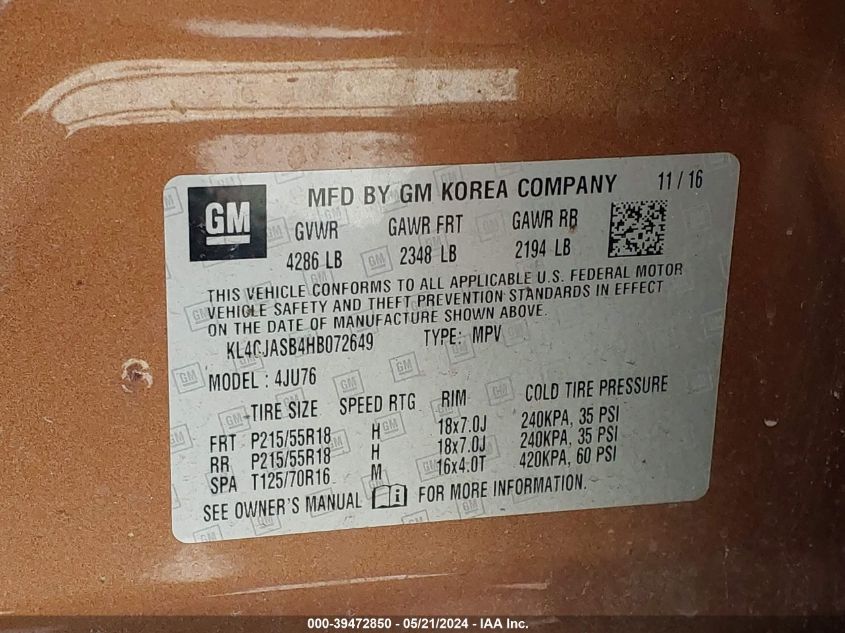 GM
MFD BY GM KOREA COMPANY 11 / 16
GVWR GAWR FRT GAWR RR
4286 LB 2348 LB 2194 LB
THIS VEHICLE CONFORMS TO ALL APPLICABLE U.S. FEDERAL MOTOR
VEHICLE SAFETY AND THEFT PREVENTION STANDARDS IN EFFECT
ON THE DATE OF MANUFACTURE SHOWN ABOVE.
KL4CJASB4HB072649 TYPE: MPV
MODEL : 4JU76
TIRE SIZE SPEED RTG RIM COLD TIRE PRESSURE
FRT P215/55R18 H 18x7.0J 240KPA, 35 PSI
RR P215/55R18 H 18x7.0J 240KPA, 35 PSI
SPA T125/70R16 M 16x4.0T 420KPA, 60 PSI
SEE OWNER'S MANUAL FOR MORE INFORMATION.
000-39472850 - 05/21/2024 - IAA Inc.